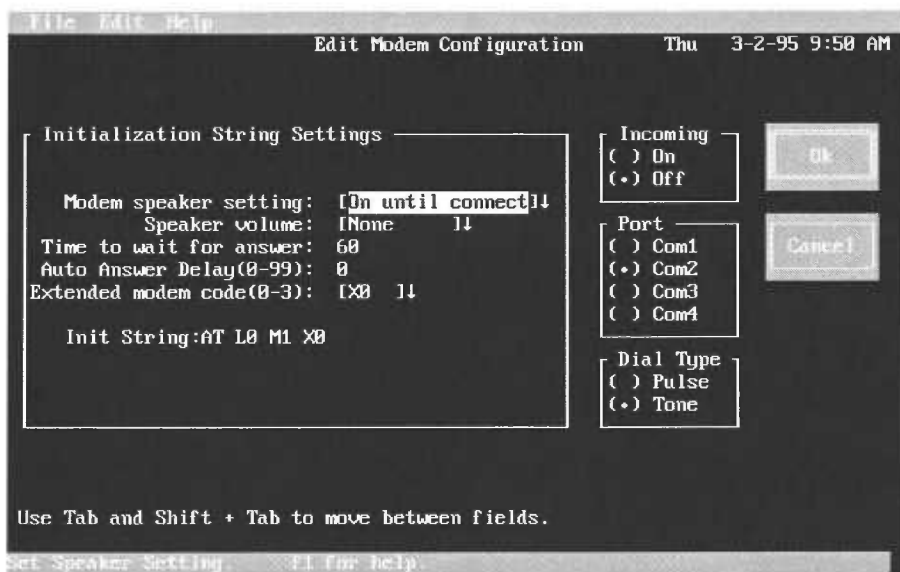 File Edit Help
Edit Modem Configuration Thu 3-2-95 9:50 AM
Initialization String Settings
Modem speaker setting: [On until connect]↓
Speaker volume: [None ]↓
Time to wait for answer: 60
Auto Answer Delay(0-99): 0
Extended modem code(0-3): [X0 ]↓
Init String:AT L0 M1 X0
Incoming
( ) On
(•) Off
Port
( ) Com1
(•) Com2
( ) Com3
( ) Com4
Dial Type
( ) Pulse
(•) Tone
Ok
Cancel
Use Tab and Shift + Tab to move between fields.
Set Speaker Setting. F1 for help.